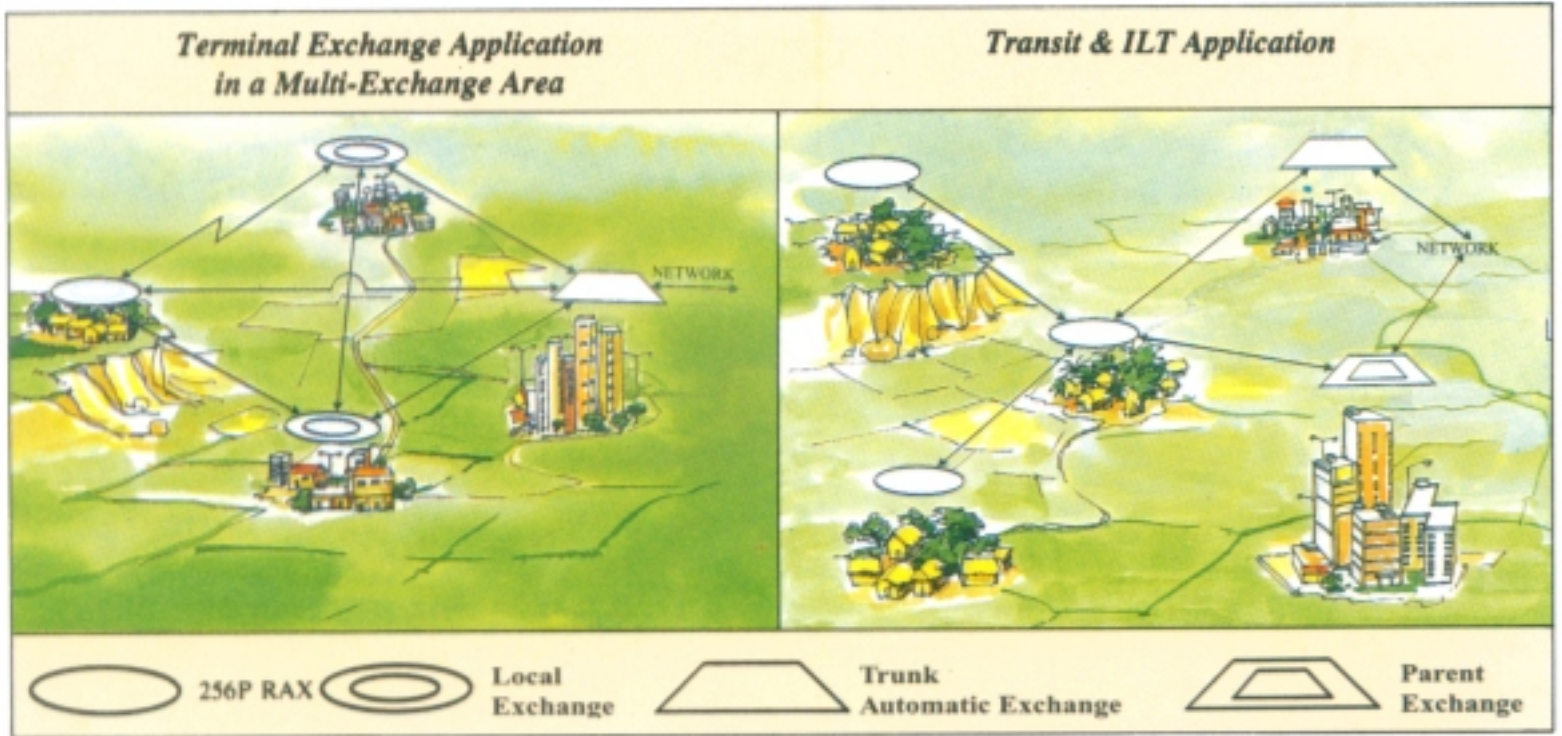 Terminal Exchange Application
in a Multi-Exchange Area
Transit & ILT Application
NETWORK
NETWORK
256P RAX
Local
Exchange
Trunk
Automatic Exchange
Parent
Exchange